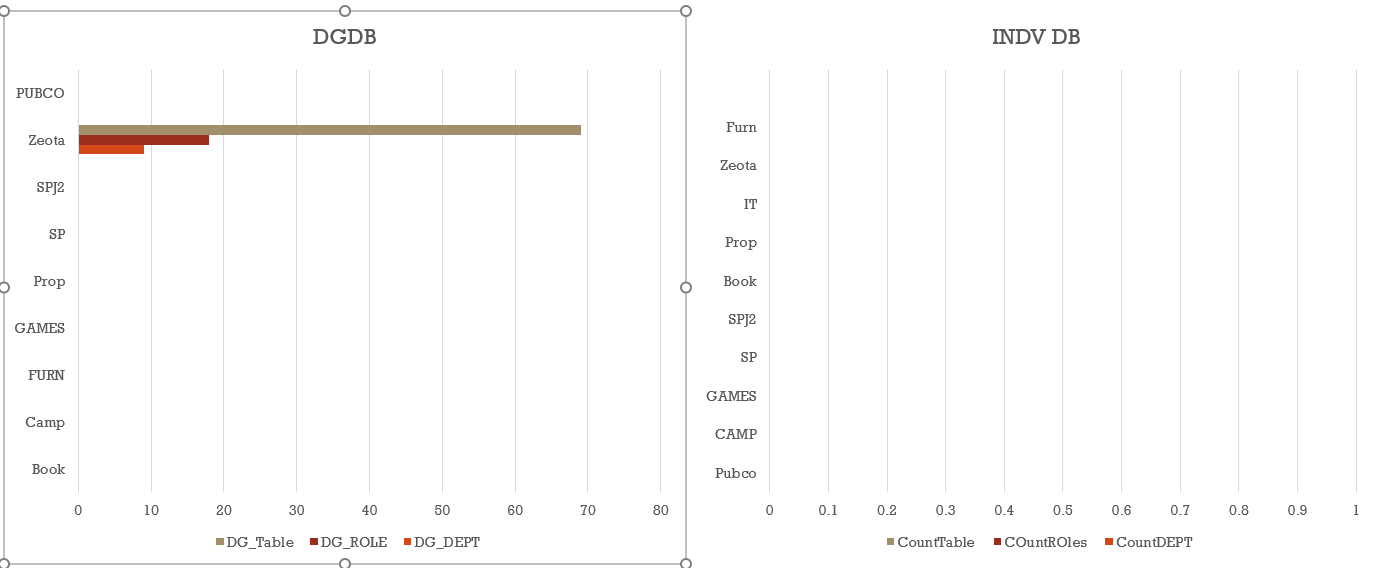 DGDB
PUBCO
Zeota
SPJ2
SP
Prop
GAMES
FURN
Camp
Book
0 10 20 30 40 50 60 70 80
DG_Table DG_ROLE DG_DEPT
INDV DB
Furn
Zeota
IT
Prop
Book
SPJ2
SP
GAMES
CAMP
Pubco
0 0.1 0.2 0.3 0.4 0.5 0.6 0.7 0.8 0.9 1
CountTable COuntROles CountDEPT